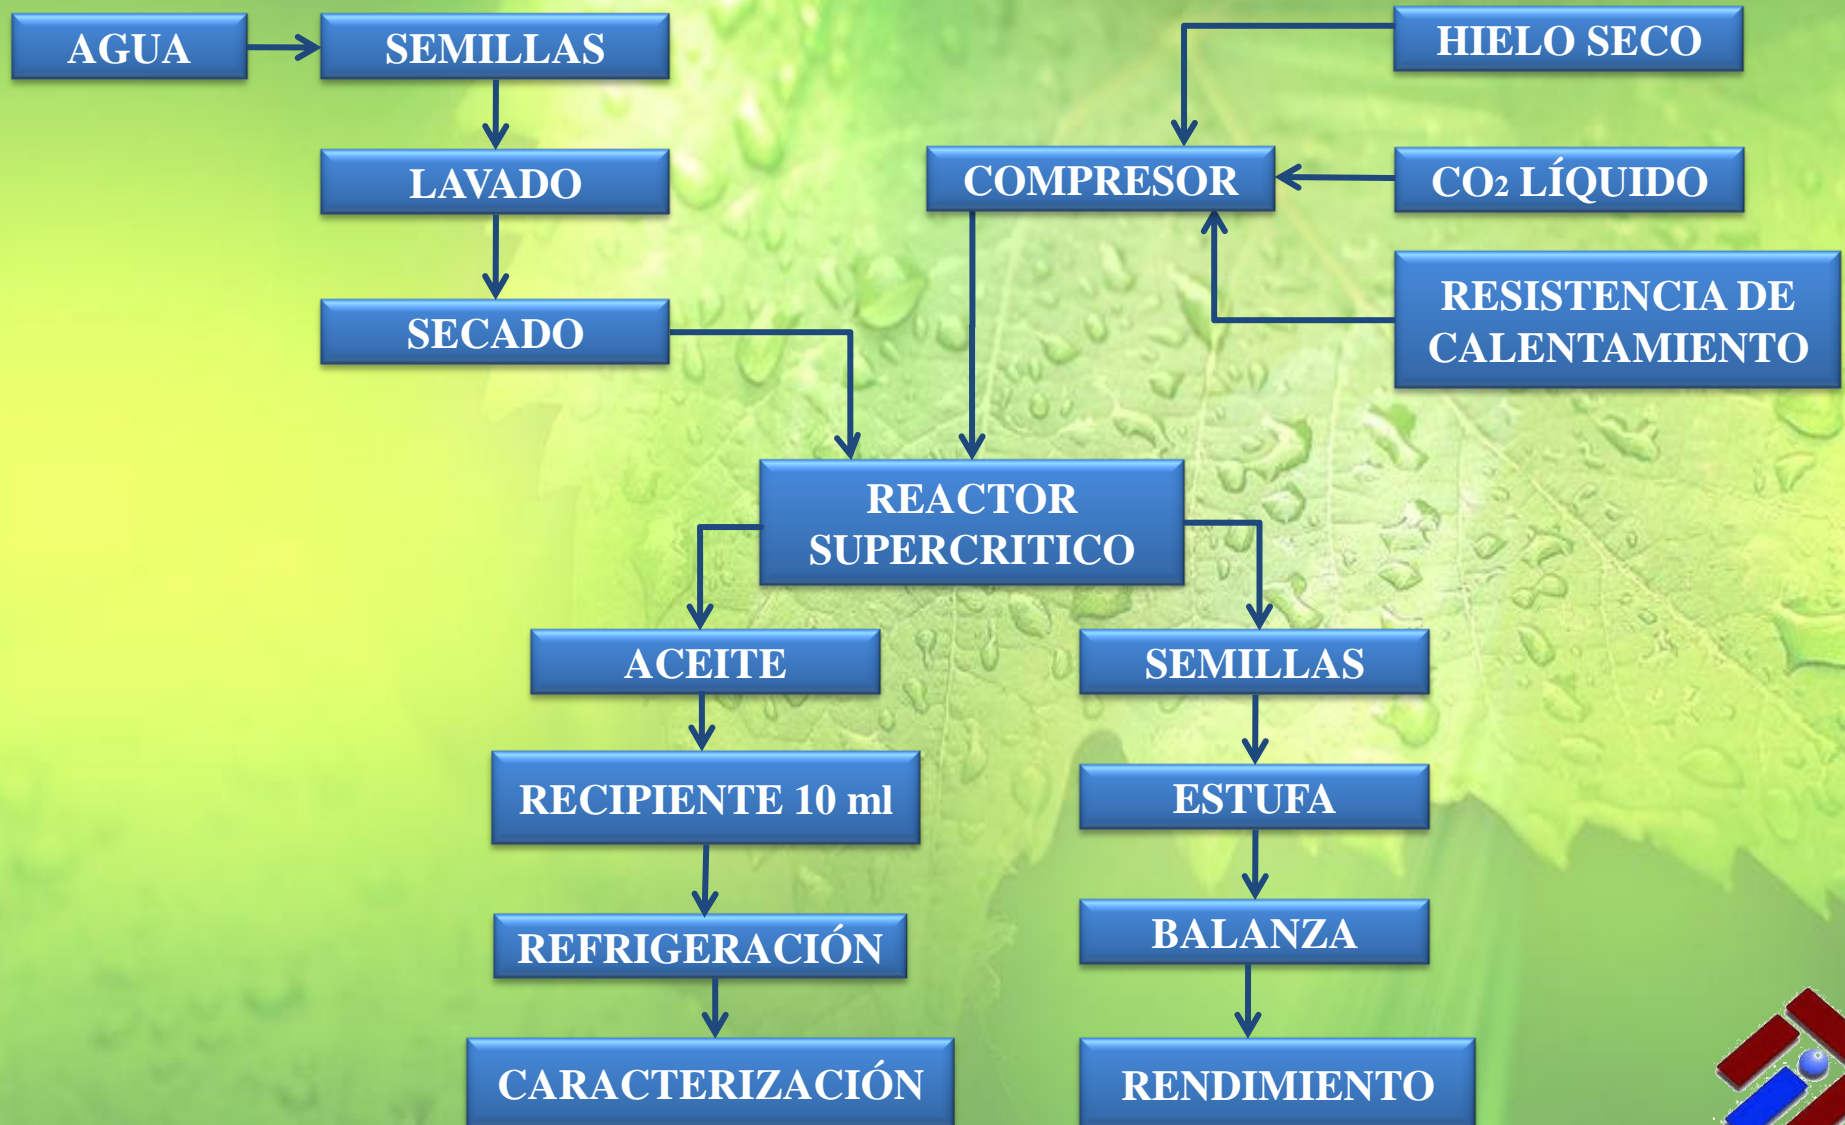 AGUA
SEMILLAS
HIELO SECO
LAVADO
COMPRESOR
CO₂ LÍQUIDO
SECADO
RESISTENCIA DE
CALENTAMIENTO
REACTOR
SUPERCRITICO
ACEITE
SEMILLAS
RECIPIENTE 10 ml
ESTUFA
REFRIGERACIÓN
BALANZA
CARACTERIZACIÓN
RENDIMIENTO